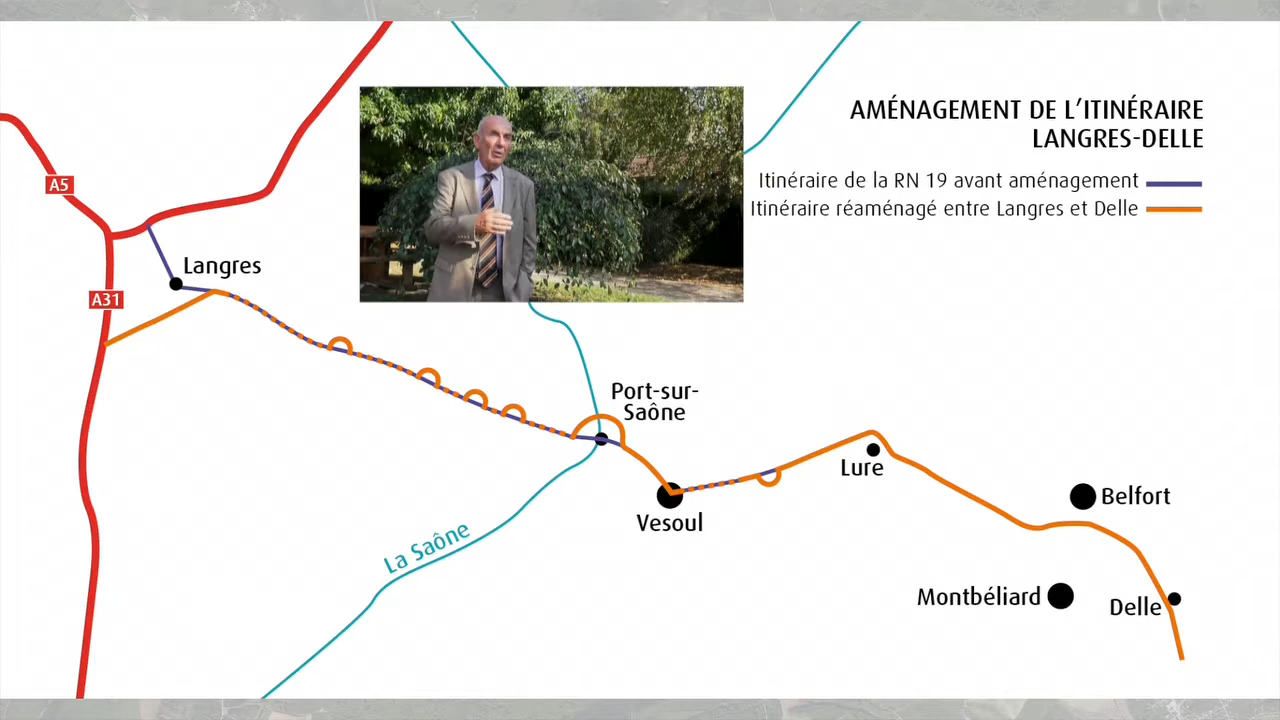 AMÉNAGEMENT DE L'ITINÉRAIRE
LANGRES-DELLE
Itinéraire de la RN 19 avant aménagement
Itinéraire réaménagé entre Langres et Delle
A5
Langres
A31
Port-sur-
Saône
Lure
Belfort
Vesoul
La Saône
Montbéliard
Delle